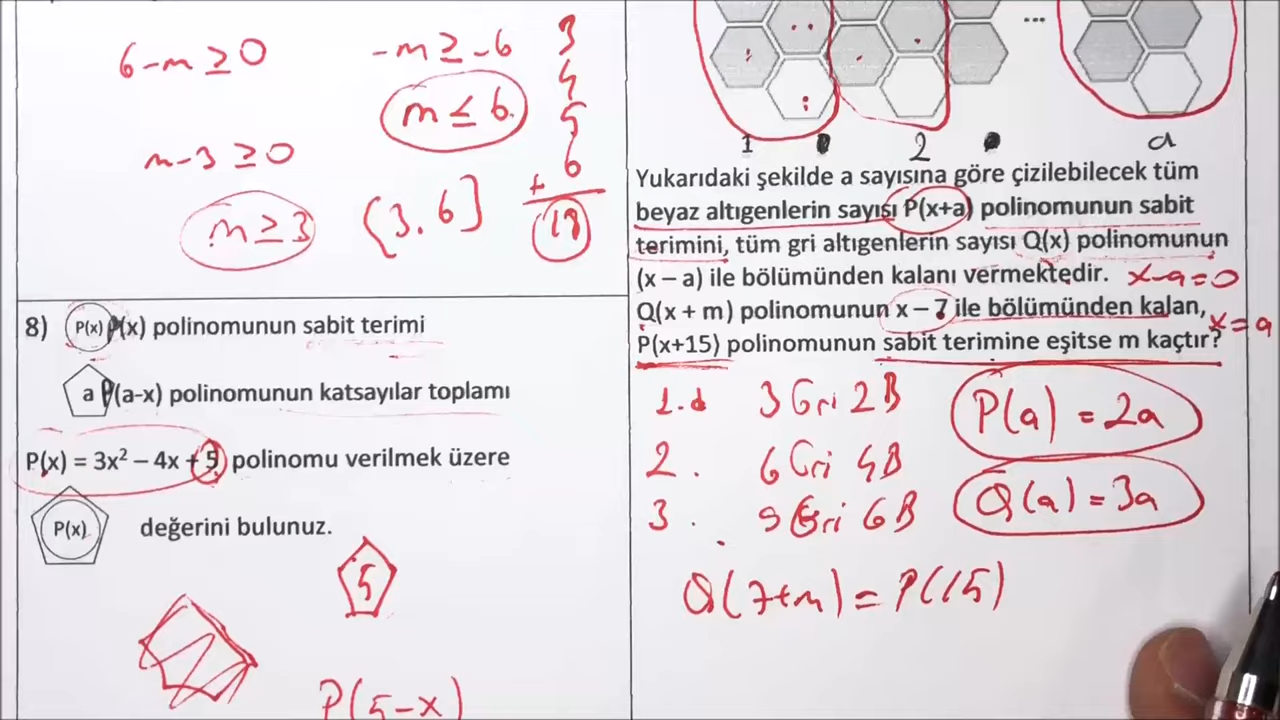 6-m ≥ 0
-m ≥ -6
m ≤ 6
m-3 ≥ 0
m ≥ 3
[3,6]
3
4
5
+ 6
18
8) P(x) P(x) polinomunun sabit terimi
a P(a-x) polinomunun katsayılar toplamı
P(x) = 3x² – 4x + 5 polinomu verilmek üzere
P(x) değerini bulunuz.
5
P(5-x)
...
1 2 a
Yukarıdaki şekilde a sayısına göre çizilebilecek tüm
beyaz altıgenlerin sayısı P(x+a) polinomunun sabit
terimini, tüm gri altıgenlerin sayısı Q(x) polinomunun
(x – a) ile bölümünden kalanı vermektedir. x-a=0
Q(x + m) polinomunun x – 7 ile bölümünden kalan, x=a
P(x+15) polinomunun sabit terimine eşitse m kaçtır?
1.a 3 Gri 2B P(a) = 2a
2. 6 Gri 4B
3. 9 Gri 6B Q(a) = 3a
Q(7+m) = P(15)